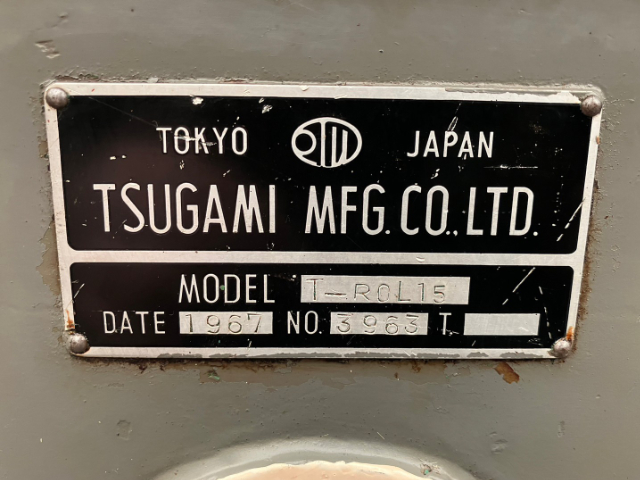 TOKYO JAPAN
TSUGAMI MFG. CO., LTD.
MODEL T-ROL15
DATE 1967 NO. 3963 T.